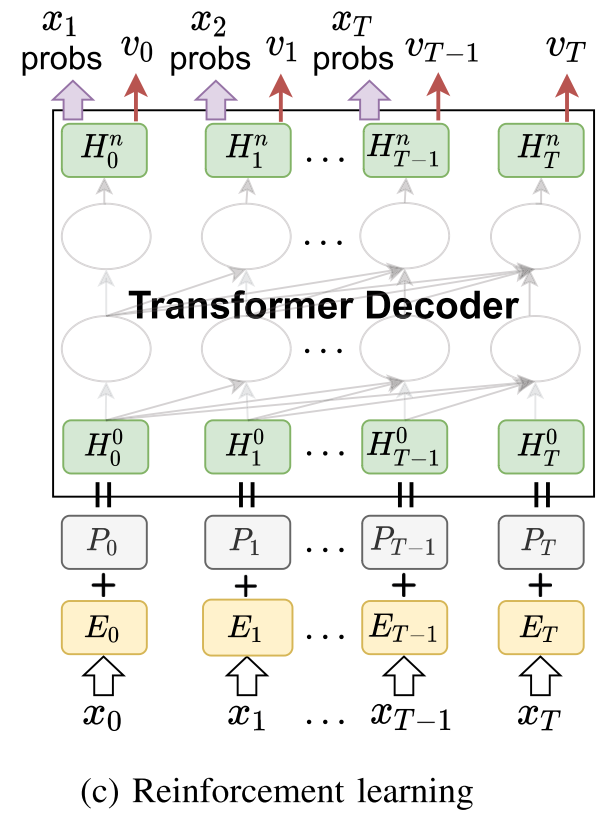 x_1 probs v_0 x_2 probs v_1 x_T probs v_{T-1} v_T
H_0^n H_1^n ... H_{T-1}^n H_T^n
...
Transformer Decoder
...
H_0^0 H_1^0 ... H_{T-1}^0 H_T^0
= = = =
P_0 P_1 ... P_{T-1} P_T
+ + + +
E_0 E_1 ... E_{T-1} E_T
x_0 x_1 ... x_{T-1} x_T
(c) Reinforcement learning